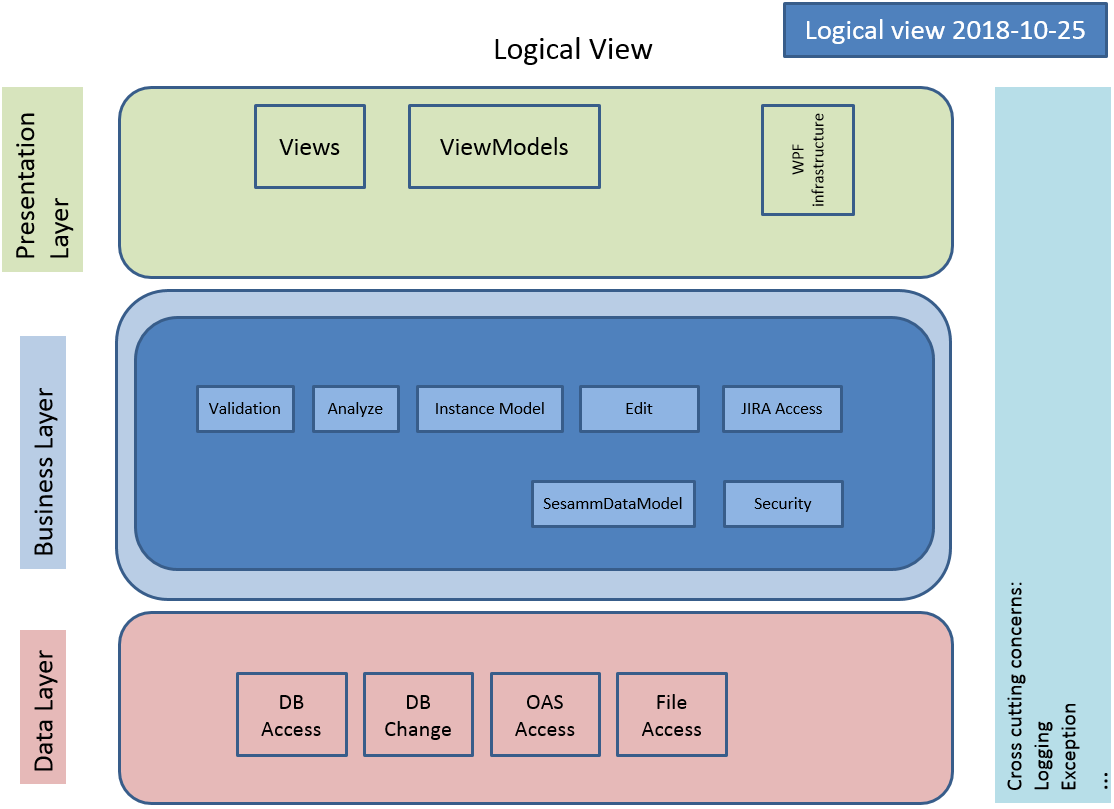 Logical view 2018-10-25
Logical View
Presentation
Layer
Views
ViewModels
WPF
infrastructure
Business Layer
Validation
Analyze
Instance Model
Edit
JIRA Access
SesammDataModel
Security
Data Layer
DB
Access
DB
Change
OAS
Access
File
Access
Cross cutting concerns:
Logging
Exception
...